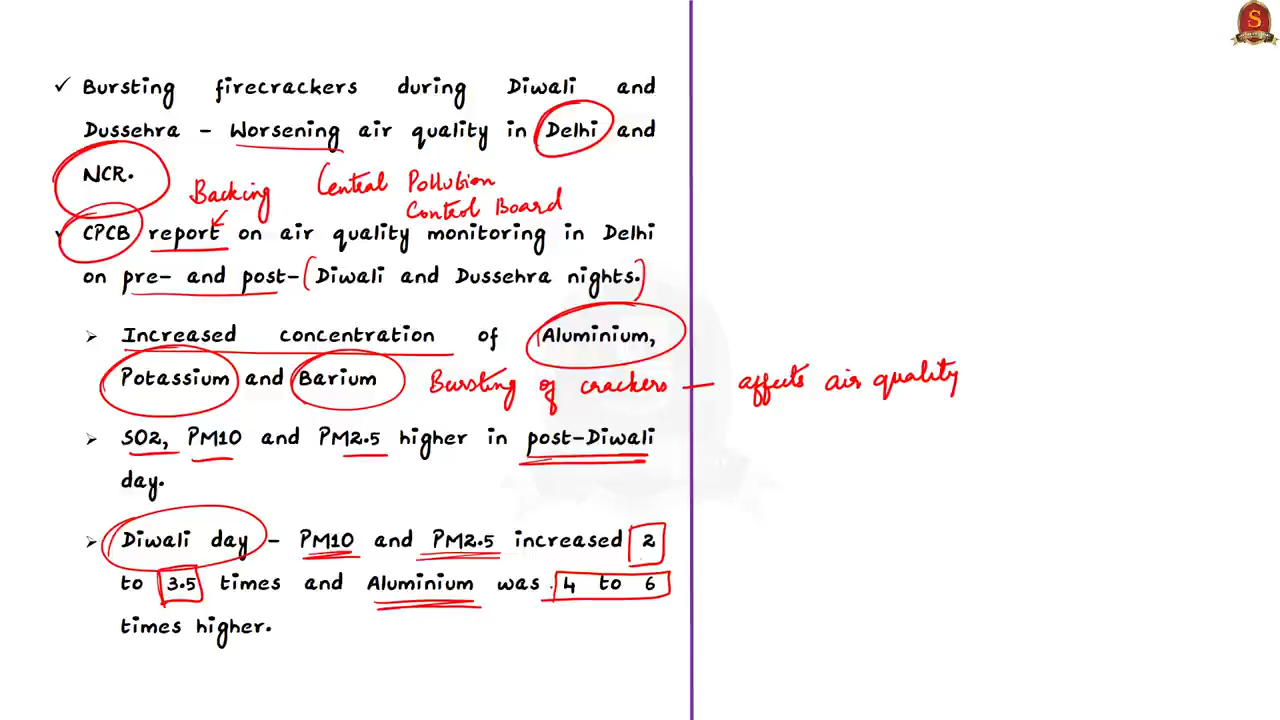 ✓ Bursting firecrackers during Diwali and
Dussehra - Worsening air quality in Delhi and
NCR.
Backing
Central Pollution
Control Board
CPCB report on air quality monitoring in Delhi
on pre- and post- (Diwali and Dussehra nights.)
➢ Increased concentration of Aluminium,
Potassium and Barium
Bursting of crackers — affects air quality
➢ SO2, PM10 and PM2.5 higher in post-Diwali
day.
➢ Diwali day - PM10 and PM2.5 increased 2
to 3.5 times and Aluminium was 4 to 6
times higher.
S